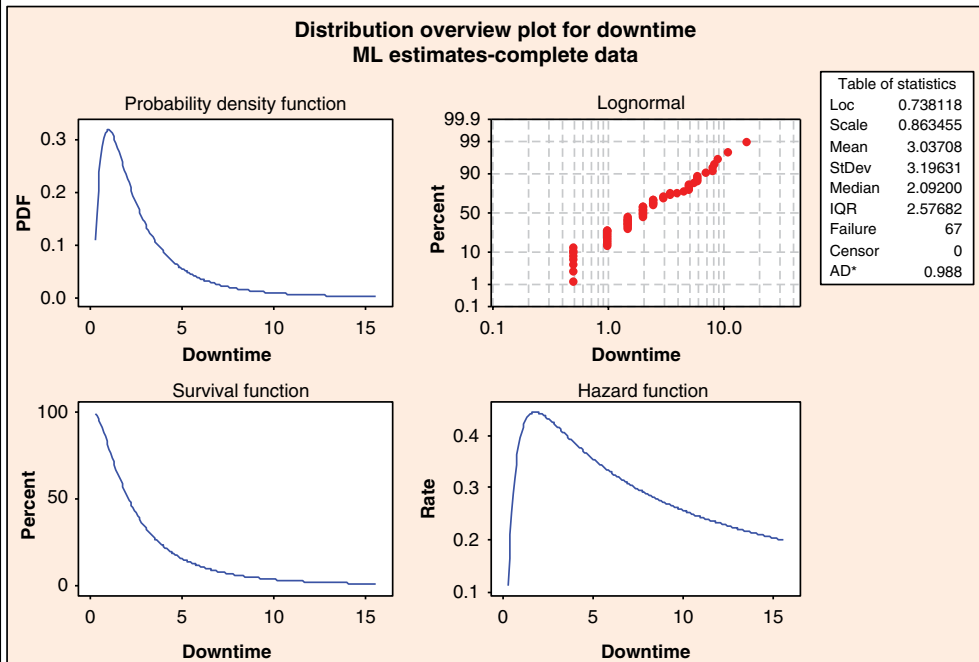 Distribution overview plot for downtime
ML estimates-complete data
Probability density function
PDF
0.3
0.2
0.1
0.0
0 5 10 15
Downtime
Lognormal
Percent
99.9
99
90
50
10
1
0.1
0.1 1.0 10.0
Downtime
Table of statistics
Loc 0.738118
Scale 0.863455
Mean 3.03708
StDev 3.19631
Median 2.09200
IQR 2.57682
Failure 67
Censor 0
AD* 0.988
Survival function
Percent
100
50
0
0 5 10 15
Downtime
Hazard function
Rate
0.4
0.3
0.2
0.1
0 5 10 15
Downtime